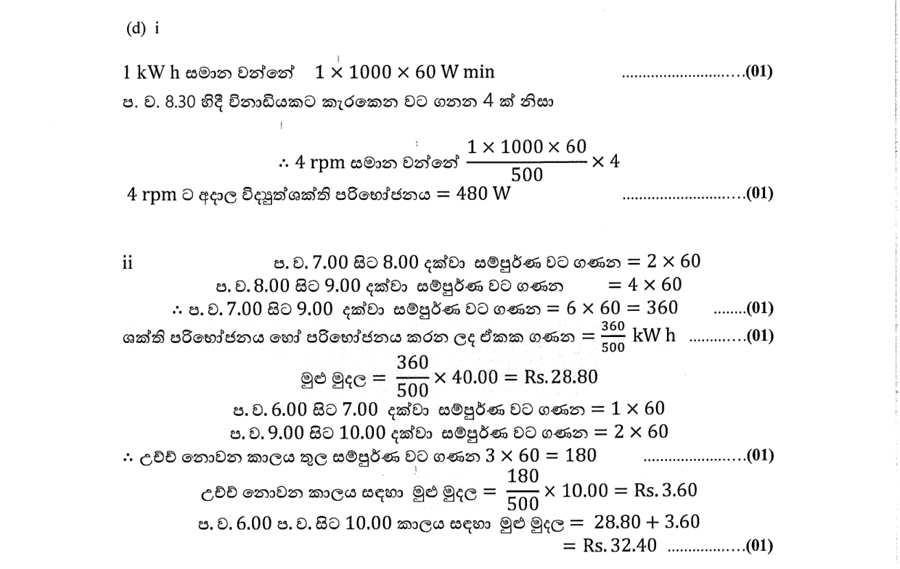 (d) i
1 kW h සමාන වන්නේ 1 × 1000 × 60 W min ..............................(01)
ප. ව. 8.30 හිදී විනාඩියකට කැරකෙන වට ගනන 4 ක් නිසා
∴ 4 rpm සමාන වන්නේ \frac{1 × 1000 × 60}{500} × 4
4 rpm ට අදාල විද්‍යුත්ශක්ති පරිභෝජනය = 480 W ..............................(01)
ii ප. ව. 7.00 සිට 8.00 දක්වා සම්පුර්ණ වට ගණන = 2 × 60
ප. ව. 8.00 සිට 9.00 දක්වා සම්පුර්ණ වට ගණන = 4 × 60
∴ ප. ව. 7.00 සිට 9.00 දක්වා සම්පුර්ණ වට ගණන = 6 × 60 = 360 ........(01)
ශක්ති පරිභෝජනය හෝ පරිභෝජනය කරන ලද ඒකක ගණන = \frac{360}{500} kW h ..............(01)
මුළු මුදල = \frac{360}{500} × 40.00 = Rs. 28.80
ප. ව. 6.00 සිට 7.00 දක්වා සම්පුර්ණ වට ගණන = 1 × 60
ප. ව. 9.00 සිට 10.00 දක්වා සම්පුර්ණ වට ගණන = 2 × 60
∴ උච්ච නොවන කාලය තුල සම්පුර්ණ වට ගණන 3 × 60 = 180 .........................(01)
උච්ච නොවන කාලය සඳහා මුළු මුදල = \frac{180}{500} × 10.00 = Rs. 3.60
ප. ව. 6.00 ප. ව. සිට 10.00 කාලය සඳහා මුළු මුදල = 28.80 + 3.60
= Rs. 32.40 ....................(01)